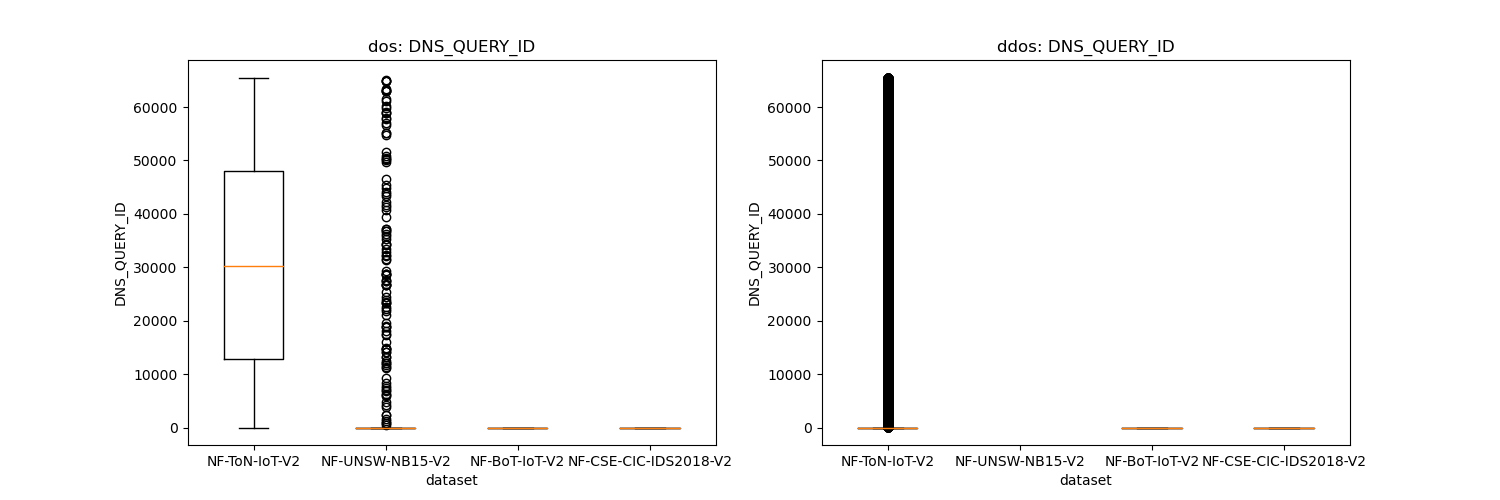 dos: DNS_QUERY_ID
DNS_QUERY_ID
60000
50000
40000
30000
20000
10000
0
NF-ToN-IoT-V2 NF-UNSW-NB15-V2 NF-BoT-IoT-V2 NF-CSE-CIC-IDS2018-V2
dataset
ddos: DNS_QUERY_ID
DNS_QUERY_ID
60000
50000
40000
30000
20000
10000
0
NF-ToN-IoT-V2 NF-UNSW-NB15-V2 NF-BoT-IoT-V2 NF-CSE-CIC-IDS2018-V2
dataset